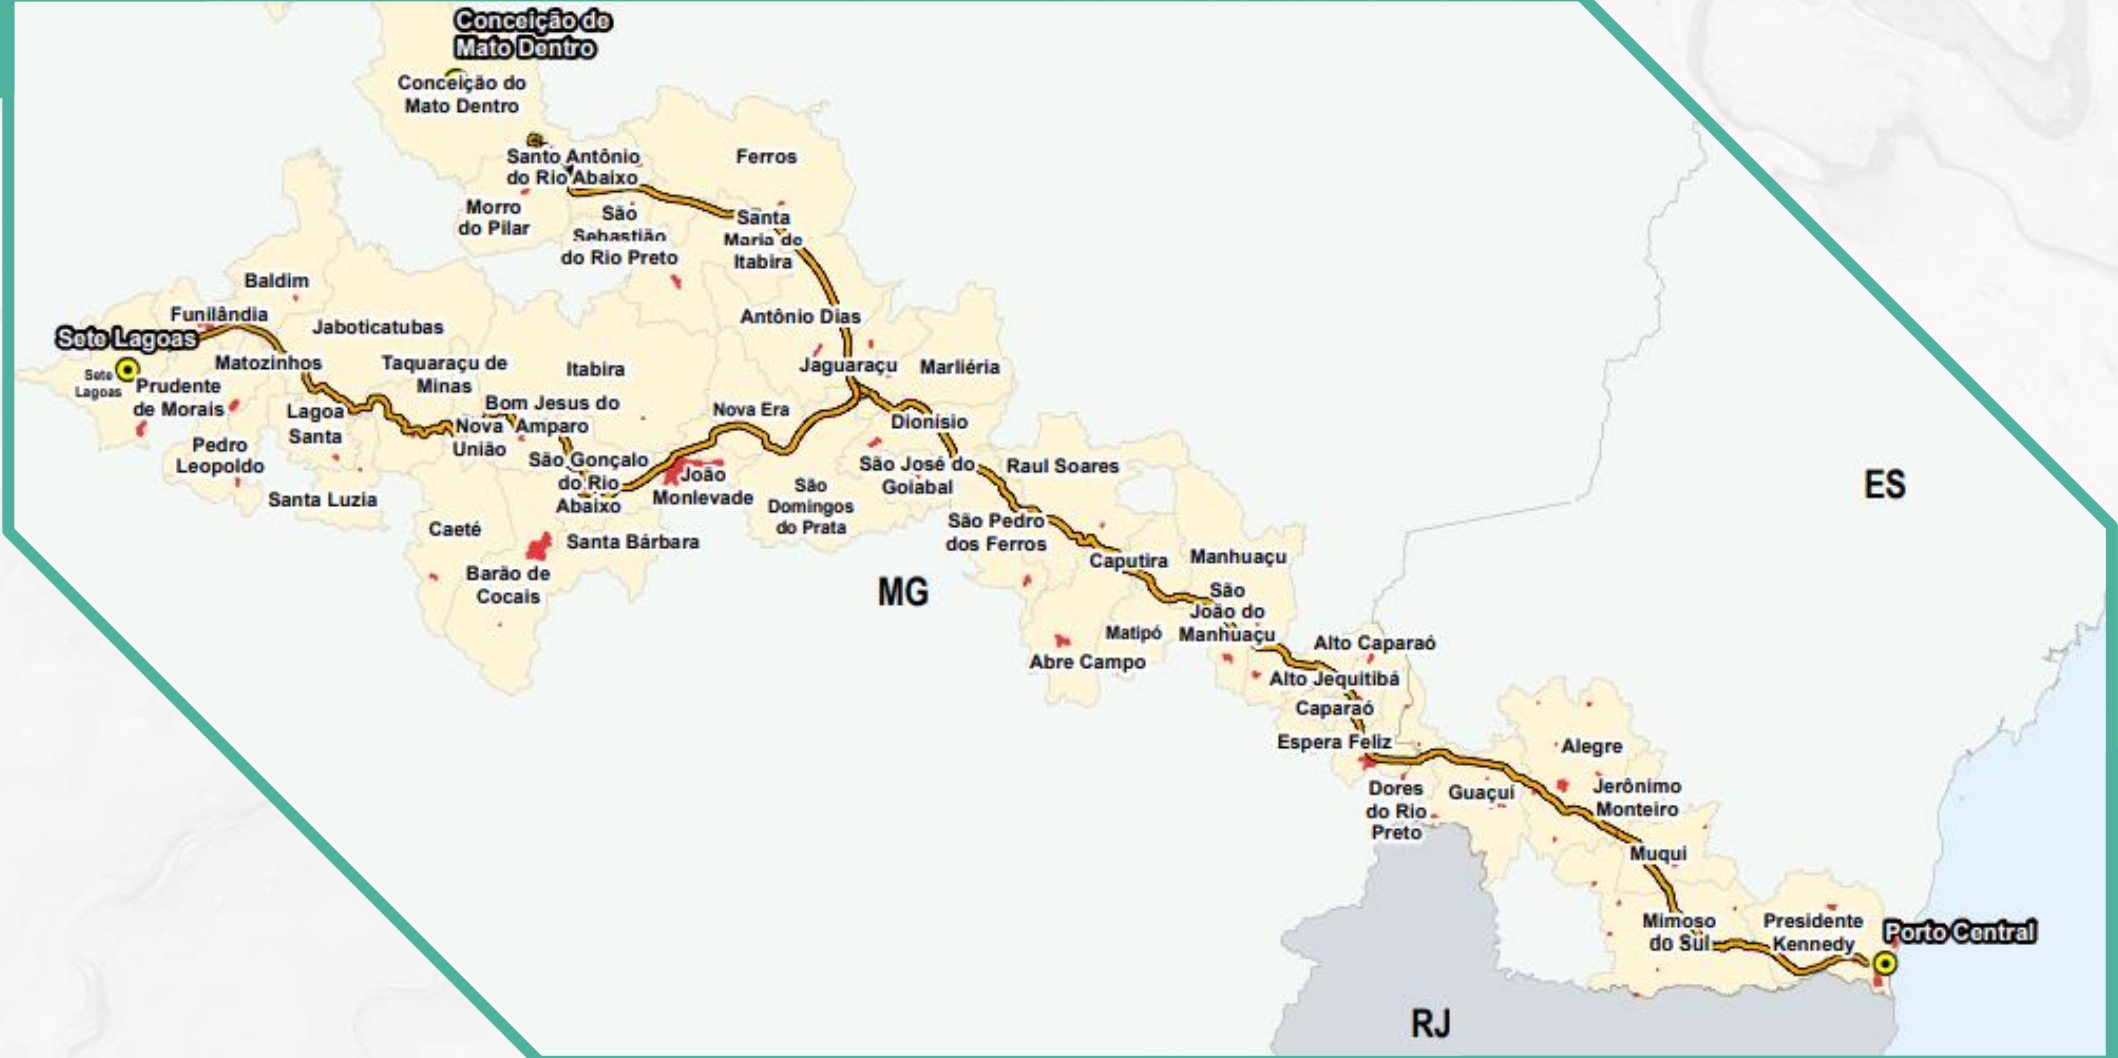 Conceição de
Mato Dentro
Conceição do
Mato Dentro
Santo Antônio
do Rio Abaixo
Ferros
Morro
do Pilar
São
Sebastião
do Rio Preto
Santa
Maria de
Itabira
Baldim
Funilândia
Jaboticatubas
Antônio Dias
Sete Lagoas
Matozinhos
Taquaraçu de
Minas
Itabira
Jaguaraçu
Marliéria
Sete
Lagoas
Prudente
de Morais
Lagoa
Santa
Bom Jesus do
Amparo
Nova
União
Nova Era
Dionísio
Pedro
Leopoldo
São Gonçalo
do Rio
Abaixo
João
Monlevade
São
Domingos
do Prata
São José do
Goiabal
Raul Soares
Santa Luzia
ES
Caeté
Santa Bárbara
São Pedro
dos Ferros
Barão de
Cocais
MG
Caputira
Manhuaçu
São
João do
Manhuaçu
Matipó
Abre Campo
Alto Caparaó
Alto Jequitibá
Caparaó
Espera Feliz
Alegre
Dores
do Rio
Preto
Guaçuí
Jerônimo
Monteiro
Muqui
Mimoso
do Sul
Presidente
Kennedy
Porto Central
RJ